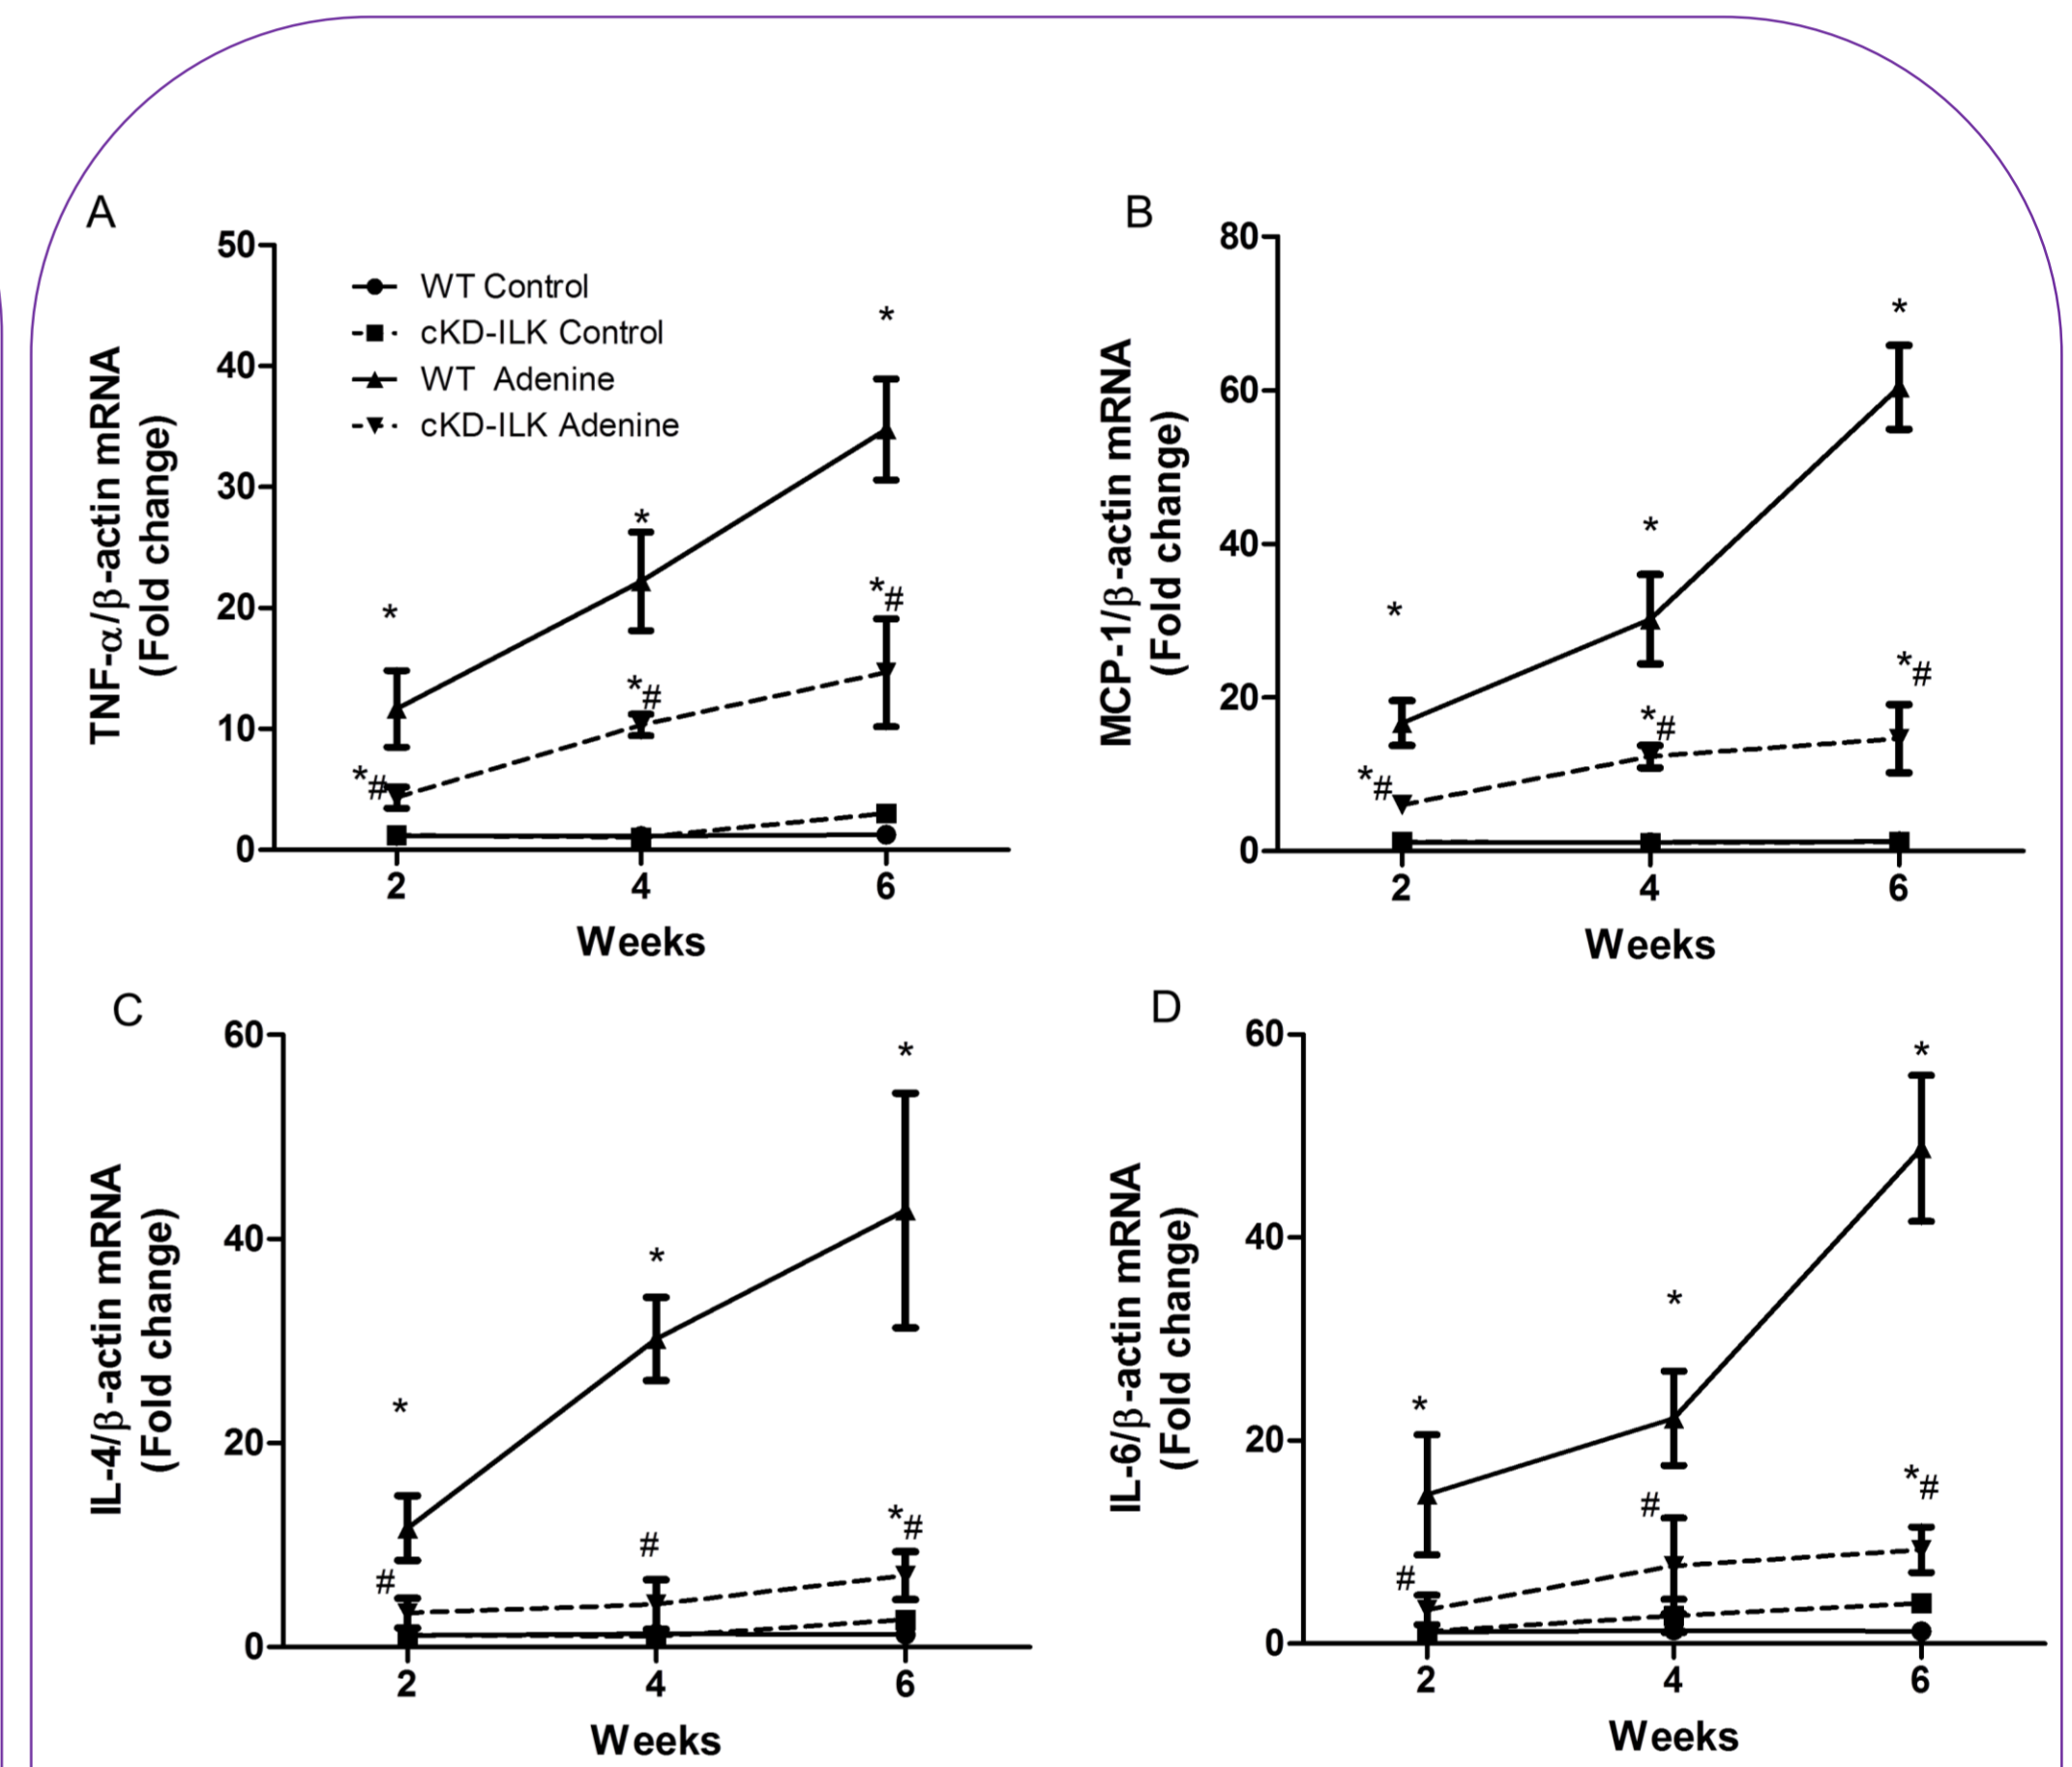 A
50
40
30
20
10
0
TNF-α/β-actin mRNA
(Fold change)
WT Control
cKD-ILK Control
WT Adenine
cKD-ILK Adenine
*
*
*
*#
*#
*#
2 4 6
Weeks
B
80
60
40
20
0
MCP-1/β-actin mRNA
(Fold change)
*
*
*
*#
*#
*#
2 4 6
Weeks
C
60
40
20
0
IL-4/β-actin mRNA
(Fold change)
*
*
*
#
#
*#
2 4 6
Weeks
D
60
40
20
0
IL-6/β-actin mRNA
(Fold change)
*
*
*
#
#
*#
2 4 6
Weeks